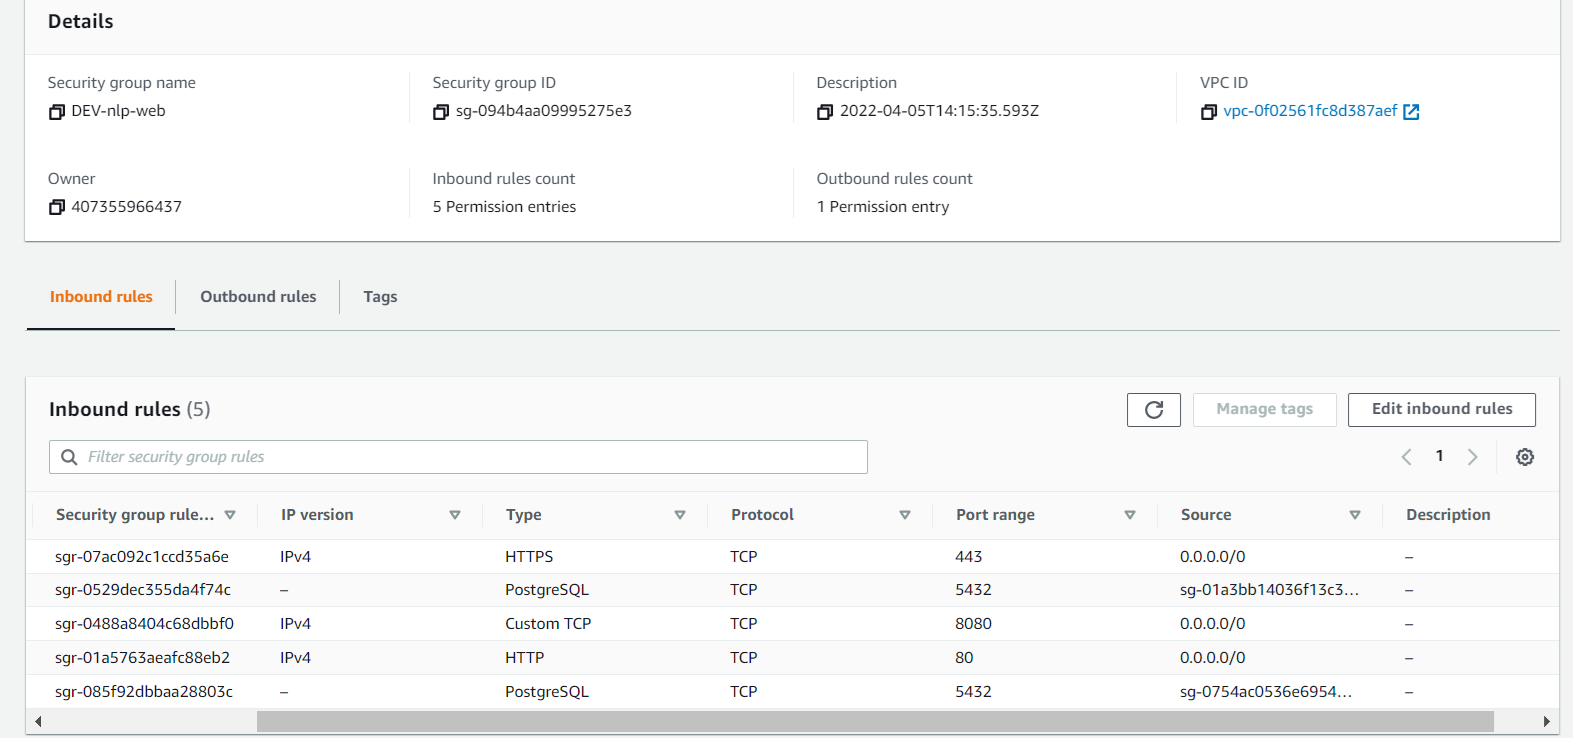 Details
Security group name
DEV-nlp-web
Security group ID
sg-094b4aa09995275e3
Description
2022-04-05T14:15:35.593Z
VPC ID
vpc-0f02561fc8d387aef
Owner
407355966437
Inbound rules count
5 Permission entries
Outbound rules count
1 Permission entry
Inbound rules Outbound rules Tags
Inbound rules (5)
Manage tags
Edit inbound rules
Filter security group rules
1
Security group rule... IP version Type Protocol Port range Source Description
sgr-07ac092c1ccd35a6e IPv4 HTTPS TCP 443 0.0.0.0/0 –
sgr-0529dec355da4f74c – PostgreSQL TCP 5432 sg-01a3bb14036f13c3... –
sgr-0488a8404c68dbbf0 IPv4 Custom TCP TCP 8080 0.0.0.0/0 –
sgr-01a5763aeafc88eb2 IPv4 HTTP TCP 80 0.0.0.0/0 –
sgr-085f92dbbaa28803c – PostgreSQL TCP 5432 sg-0754ac0536e6954... –